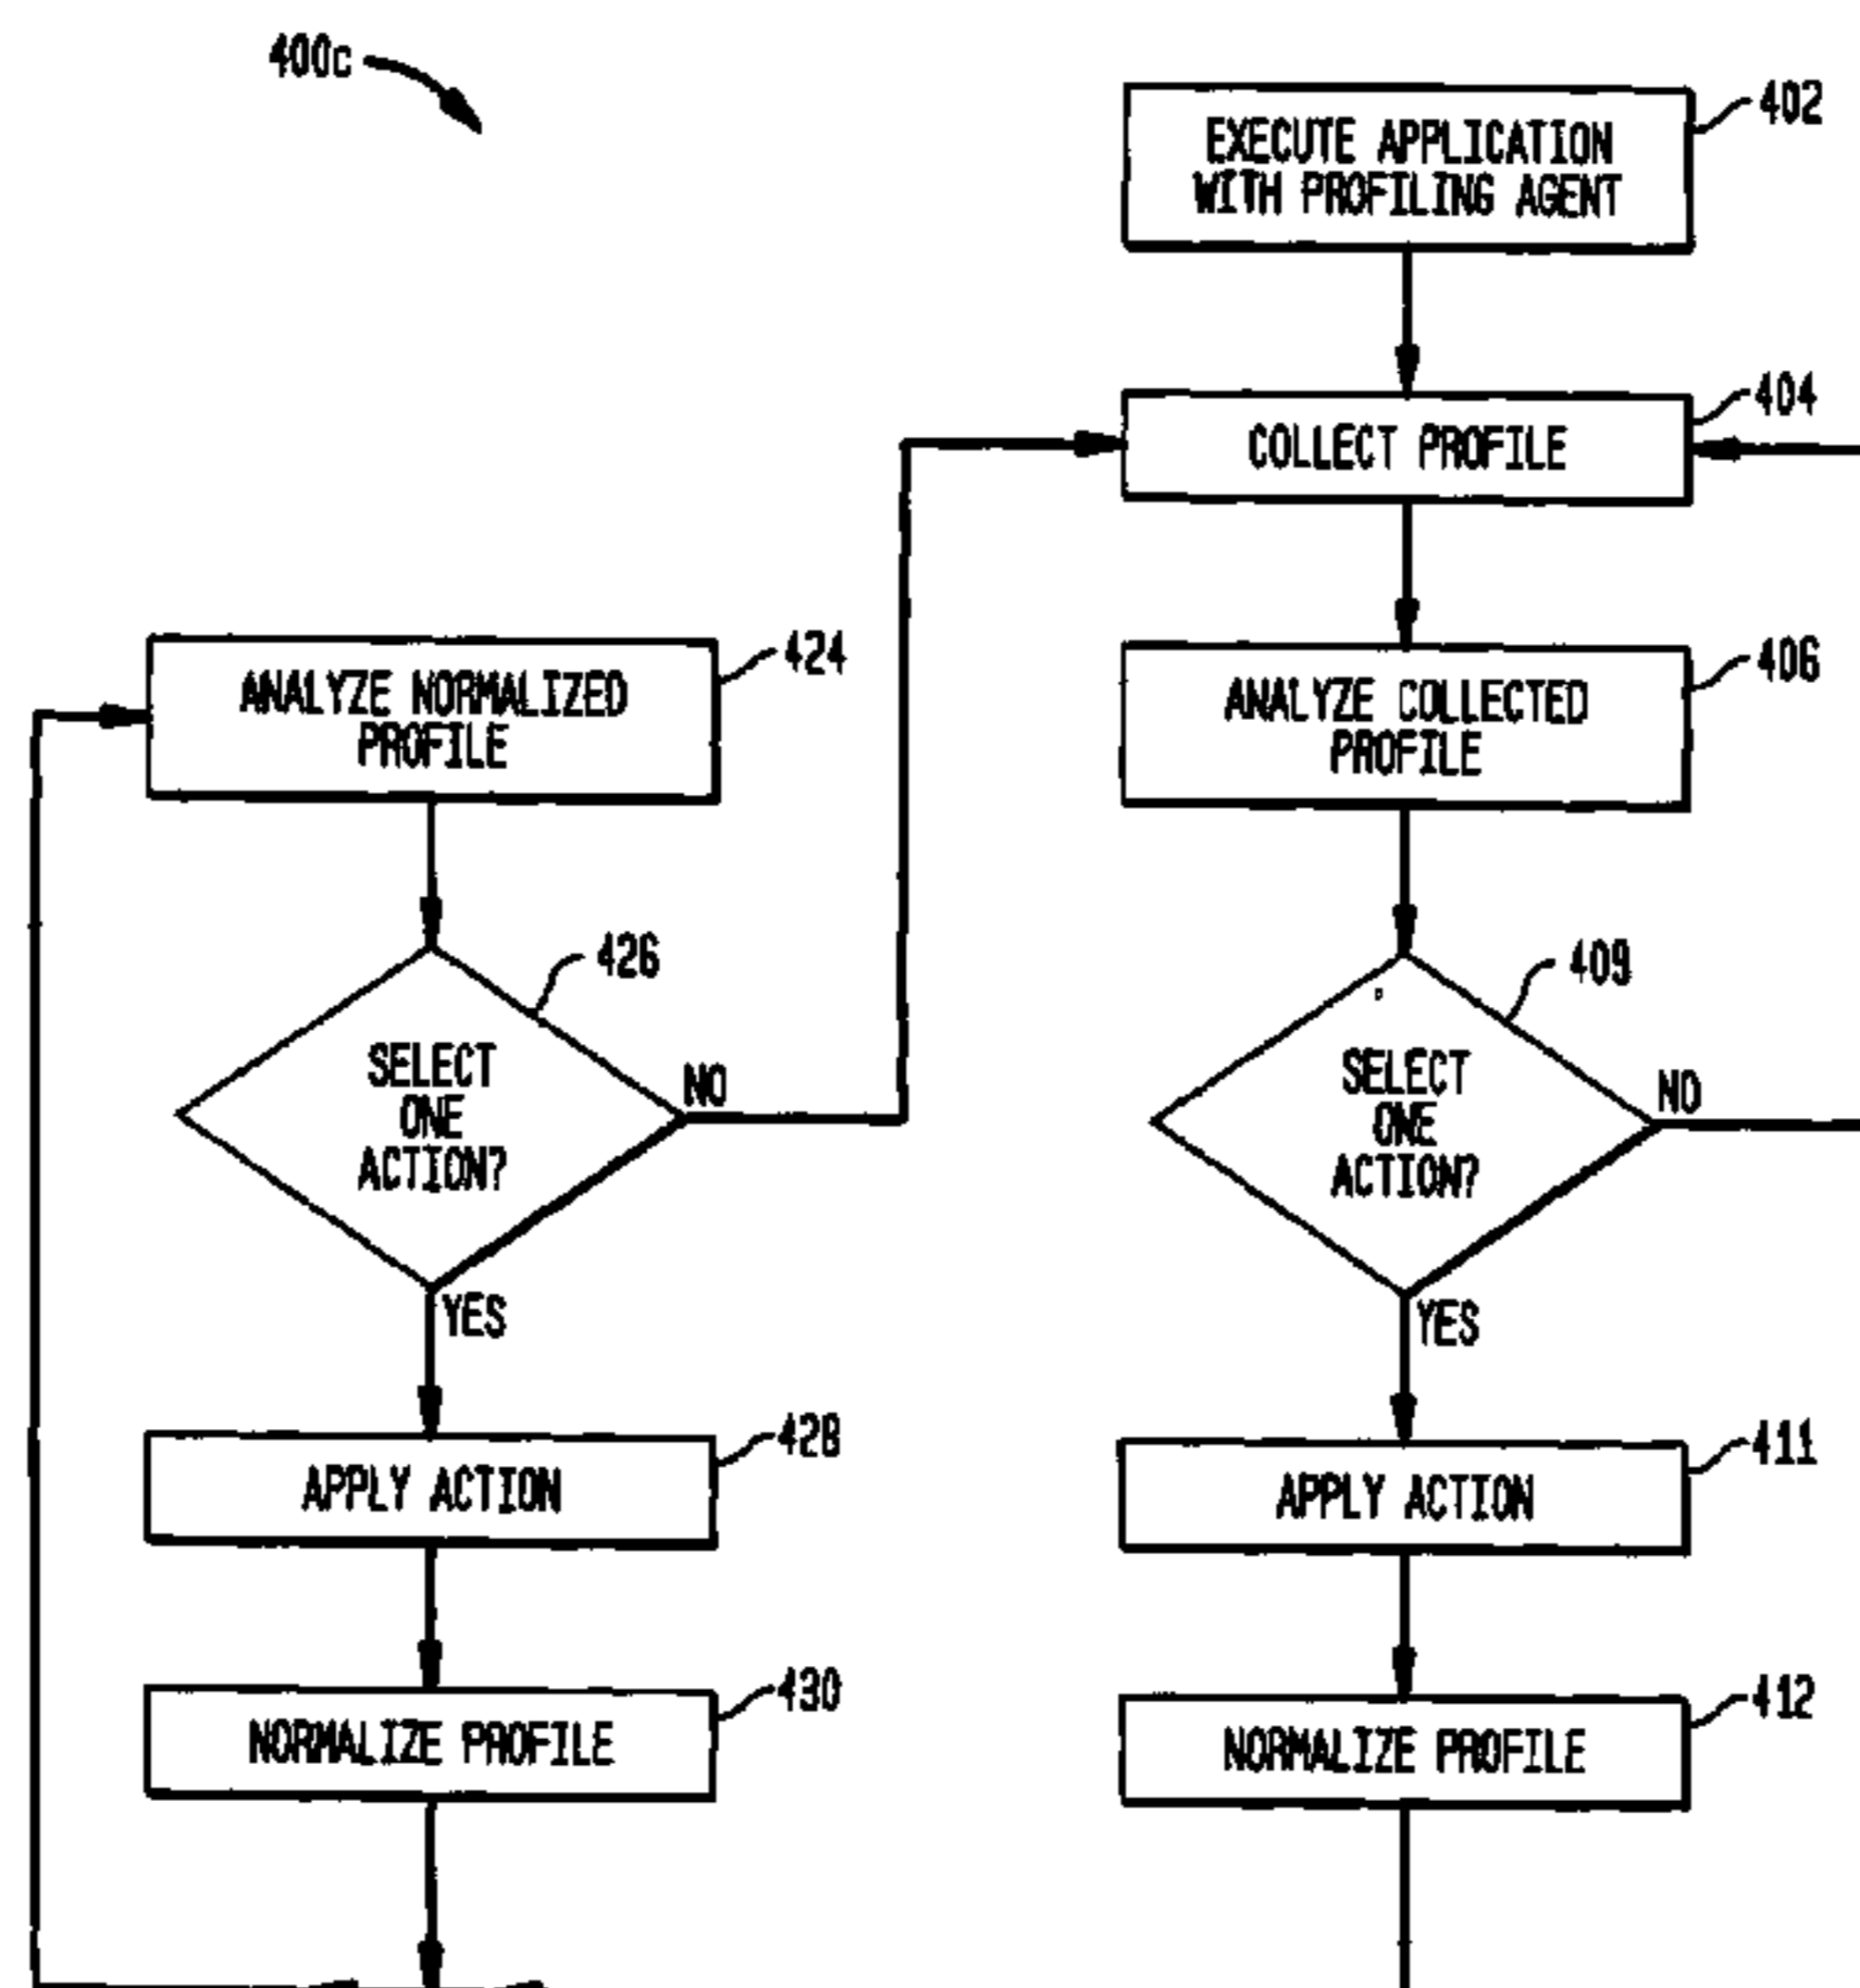 400c
402
EXECUTE APPLICATION
WITH PROFILING AGENT
404
COLLECT PROFILE
424
ANALYZE NORMALIZED
PROFILE
406
ANALYZE COLLECTED
PROFILE
426
SELECT
ONE
ACTION?
NO
YES
409
SELECT
ONE
ACTION?
NO
YES
428
APPLY ACTION
411
APPLY ACTION
430
NORMALIZE PROFILE
412
NORMALIZE PROFILE